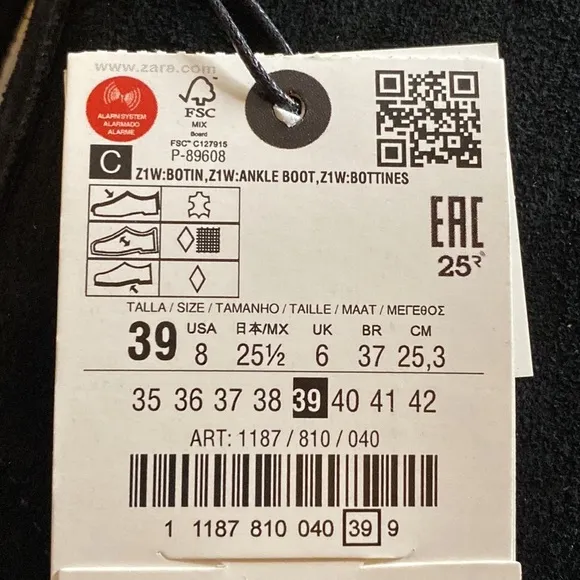 www.zara.com
ALARM SYSTEM
ALARMADO
ALARME
FSC
MIX
Board
FSC™ C127915
C
P-89608
Z1W:BOTIN,Z1W:ANKLE BOOT,Z1W:BOTTINES
EAC
25
TALLA / SIZE / TAMANHO / TAILLE / MAAT / ΜΕΓΕΘΟΣ
39 USA 日本/MX UK BR CM
8 25½ 6 37 25,3
35 36 37 38 39 40 41 42
ART: 1187 / 810 / 040
1 1187 810 040 39 9